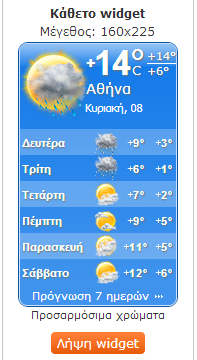 Κάθετο widget
Μέγεθος: 160x225
+14°C +14°
+6°
Αθήνα
Κυριακή, 08
Δευτέρα +9° +3°
Τρίτη +6° +1°
Τετάρτη +7° +2°
Πέμπτη +9° +5°
Παρασκευή +11° +5°
Σάββατο +12° +6°
Πρόγνωση 7 ημερών ···
Προσαρμόσιμα χρώματα
Λήψη widget